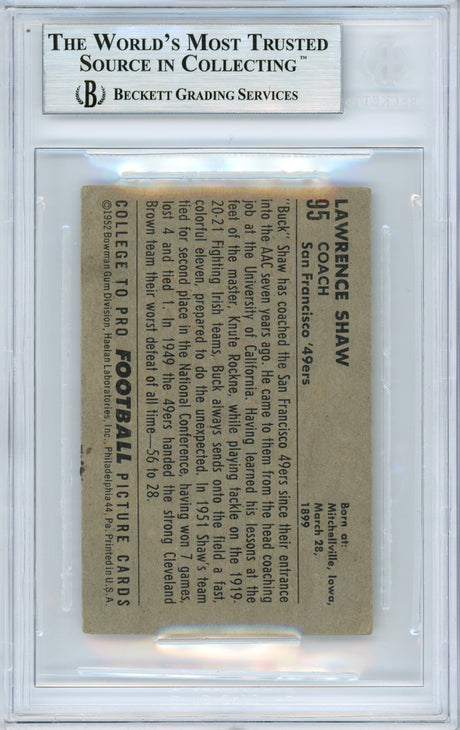 THE WORLD'S MOST TRUSTED
SOURCE IN COLLECTING™
B BECKETT GRADING SERVICES
BECKETT
LAWRENCE SHAW
95 COACH
San Francisco '49ers
Born at:
Mitchellville, Iowa,
March 28,
1899
"Buck" Shaw has coached the San Francisco 49ers since their entrance
into the AAC seven years ago. He came to them from the head coaching
job at the University of California. Having learned his lessons at the
feet of the master, Knute Rockne, while playing tackle on the 1919-
20-21 Fighting Irish teams, Buck always sends onto the field a fast,
colorful eleven, prepared to do the unexpected. In 1951 Shaw's team
tied for second place in the National Conference, having won 7 games,
lost 4 and tied 1. In 1949 the 49ers handed the strong Cleveland
Brown team their worst defeat of all time—56 to 28.
COLLEGE TO PRO FOOTBALL PICTURE CARDS
©1952 Bowman Gum Division, Haelan Laboratories, Inc., Philadelphia 44, Pa. Printed in U.S.A.